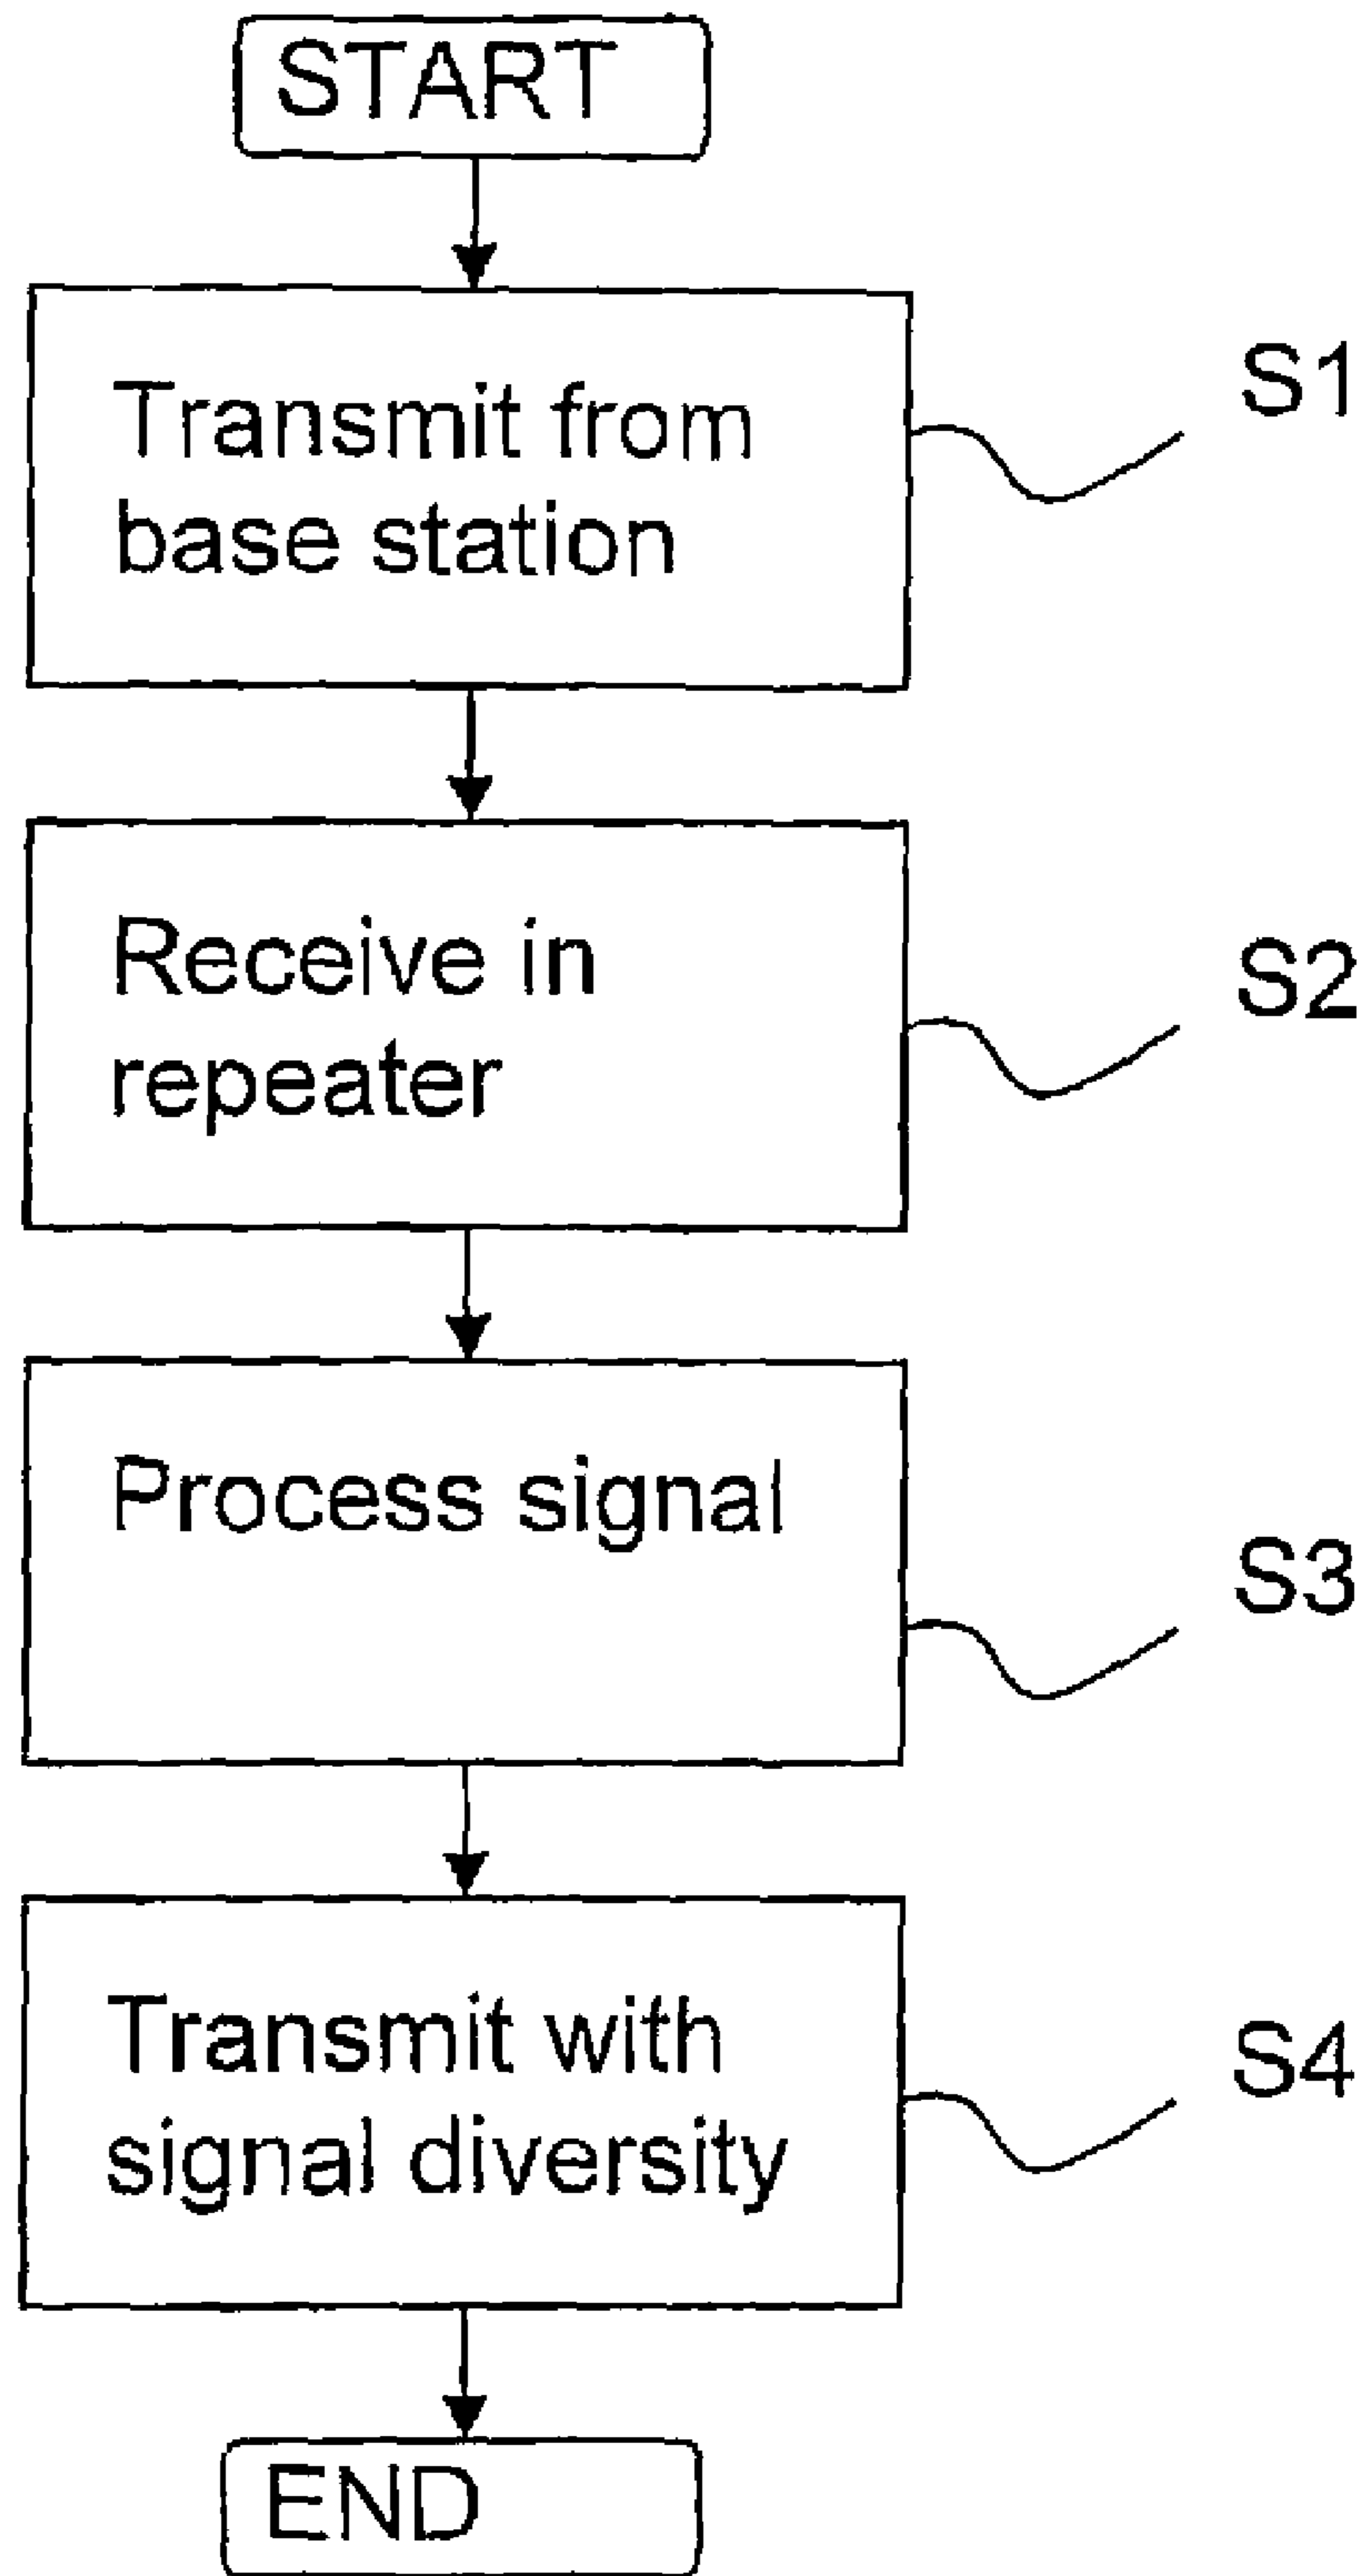 START
Transmit from
base station
S1
Receive in
repeater
S2
Process signal
S3
Transmit with
signal diversity
S4
END